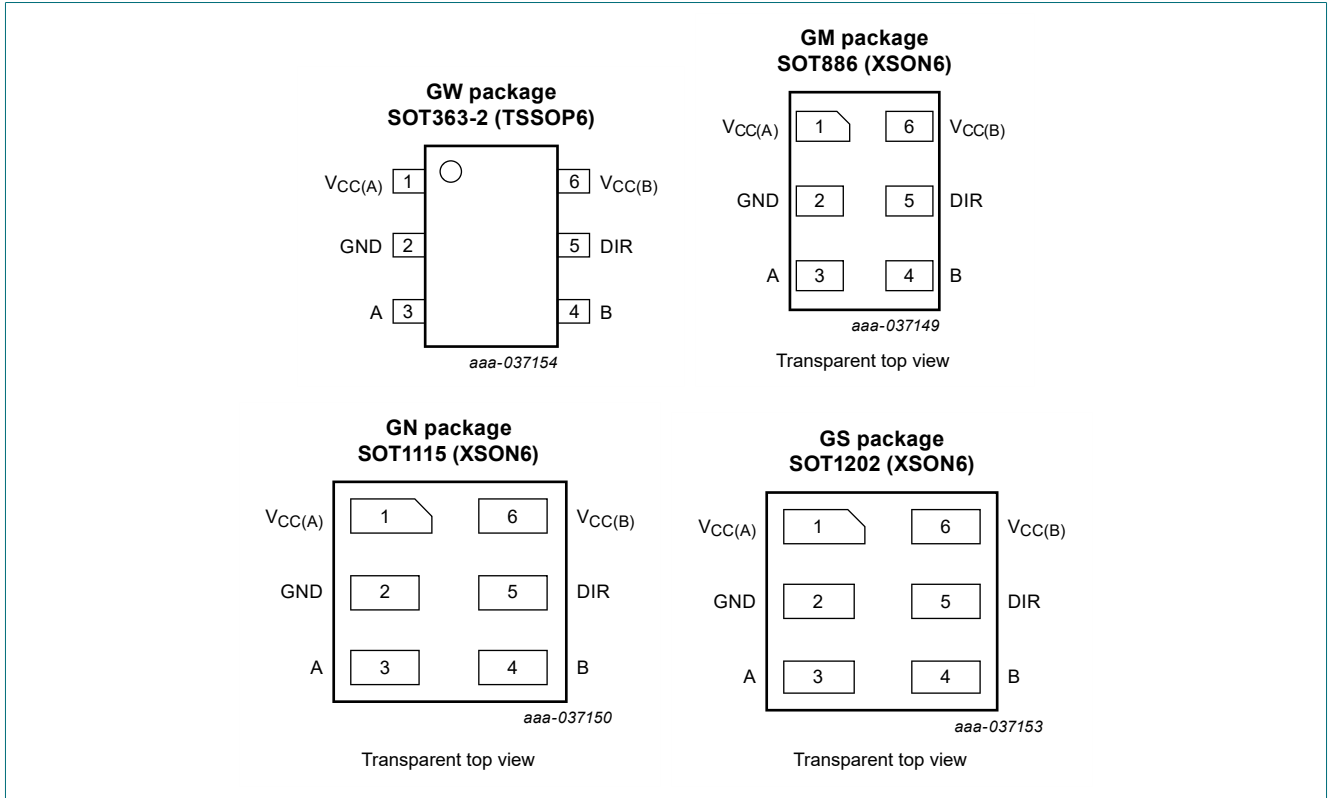 GW package
SOT363-2 (TSSOP6)
VCC(A) 1 6 VCC(B)
GND 2 5 DIR
A 3 4 B
aaa-037154
GM package
SOT886 (XSON6)
VCC(A) 1 6 VCC(B)
GND 2 5 DIR
A 3 4 B
aaa-037149
Transparent top view
GN package
SOT1115 (XSON6)
VCC(A) 1 6 VCC(B)
GND 2 5 DIR
A 3 4 B
aaa-037150
Transparent top view
GS package
SOT1202 (XSON6)
VCC(A) 1 6 VCC(B)
GND 2 5 DIR
A 3 4 B
aaa-037153
Transparent top view